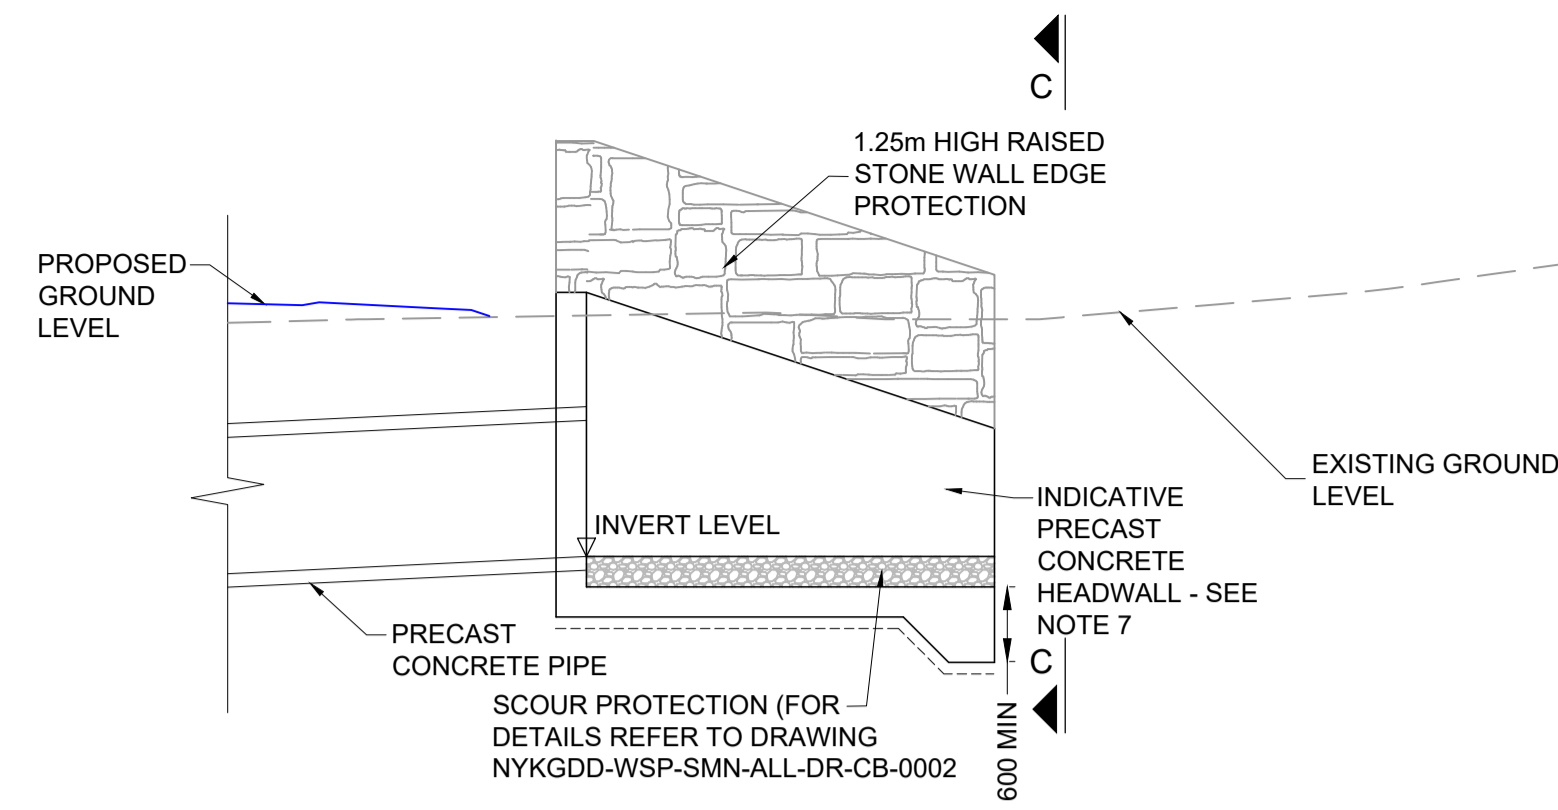 C
1.25m HIGH RAISED
STONE WALL EDGE
PROTECTION
PROPOSED
GROUND
LEVEL
EXISTING GROUND
LEVEL
INDICATIVE
PRECAST
CONCRETE
HEADWALL - SEE
NOTE 7
INVERT LEVEL
PRECAST
CONCRETE PIPE
C
SCOUR PROTECTION (FOR
DETAILS REFER TO DRAWING
NYKGDD-WSP-SMN-ALL-DR-CB-0002
600 MIN